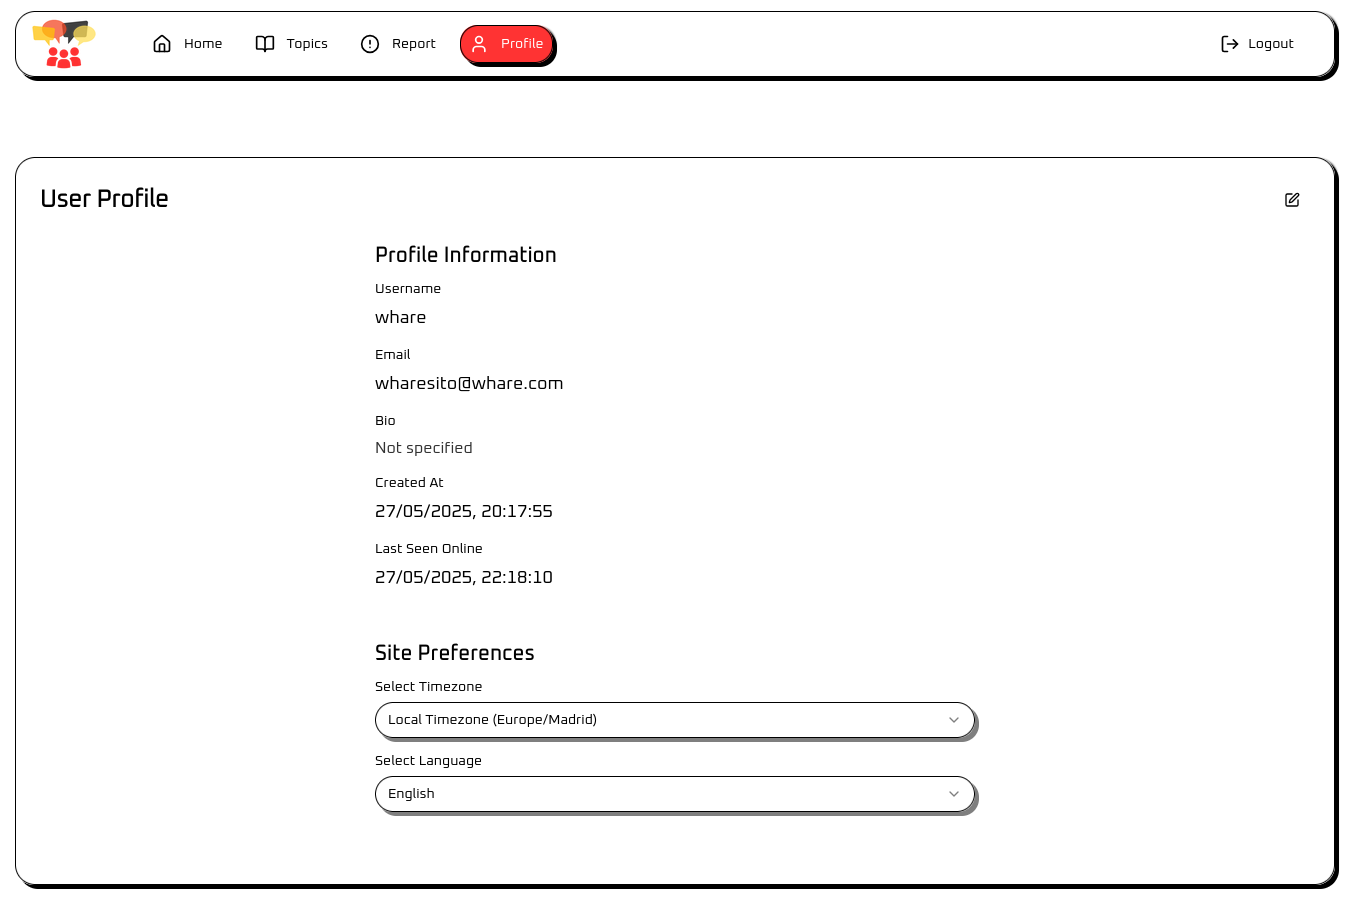 Home
Topics
Report
Profile
Logout
User Profile
Profile Information
Username
whare
Email
wharesito@whare.com
Bio
Not specified
Created At
27/05/2025, 20:17:55
Last Seen Online
27/05/2025, 22:18:10
Site Preferences
Select Timezone
Local Timezone (Europe/Madrid)
Select Language
English